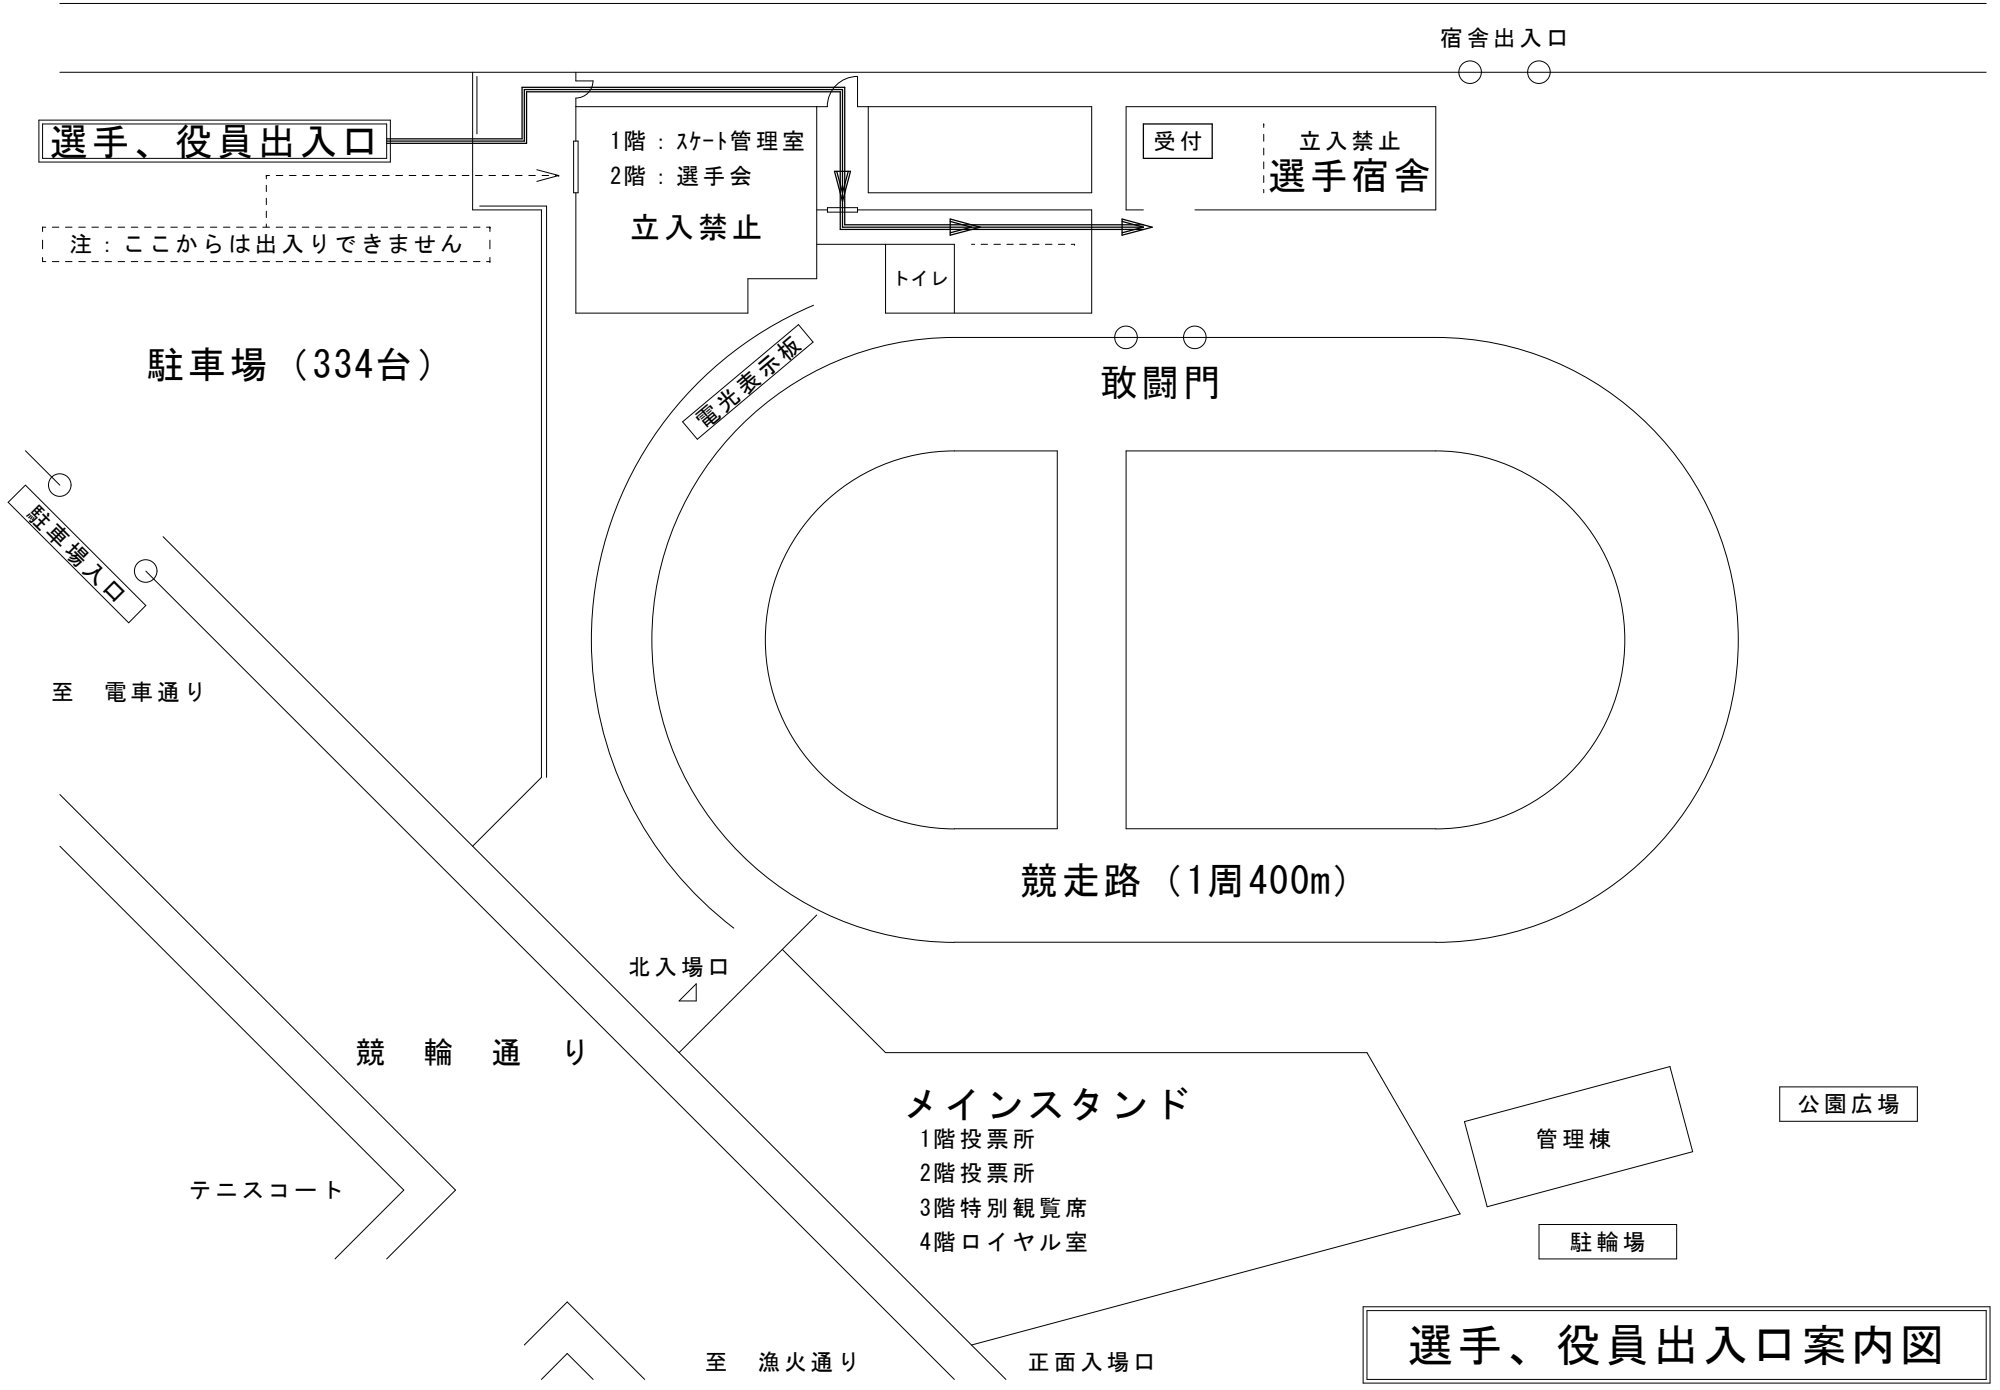 宿舎出入口
選手、役員出入口
1階：スケート管理室
2階：選手会
立入禁止
受付
立入禁止
選手宿舎
注：ここからは出入りできません
トイレ
駐車場（334台）
電光表示板
敢闘門
駐車場入口
至　電車通り
競走路（1周400m）
北入場口
競　輪　通　り
メインスタンド
1階投票所
2階投票所
3階特別観覧席
4階ロイヤル室
公園広場
管理棟
テニスコート
駐輪場
至　漁火通り
正面入場口
選手、役員出入口案内図